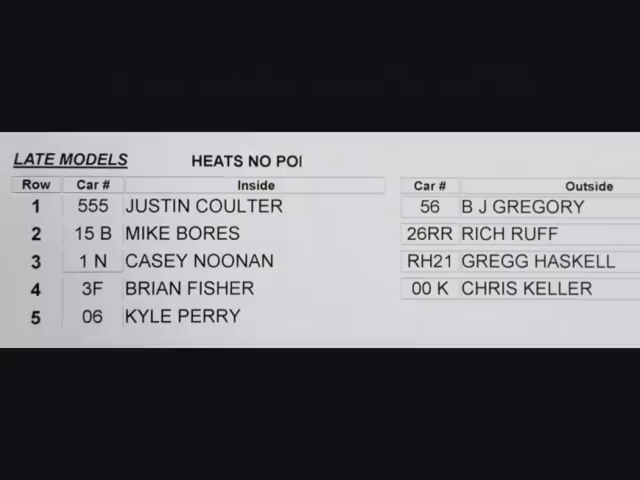 LATE MODELS HEATS NO POI
Row Car # Inside Car # Outside
1 555 JUSTIN COULTER 56 B J GREGORY
2 15 B MIKE BORES 26RR RICH RUFF
3 1 N CASEY NOONAN RH21 GREGG HASKELL
4 3F BRIAN FISHER 00 K CHRIS KELLER
5 06 KYLE PERRY